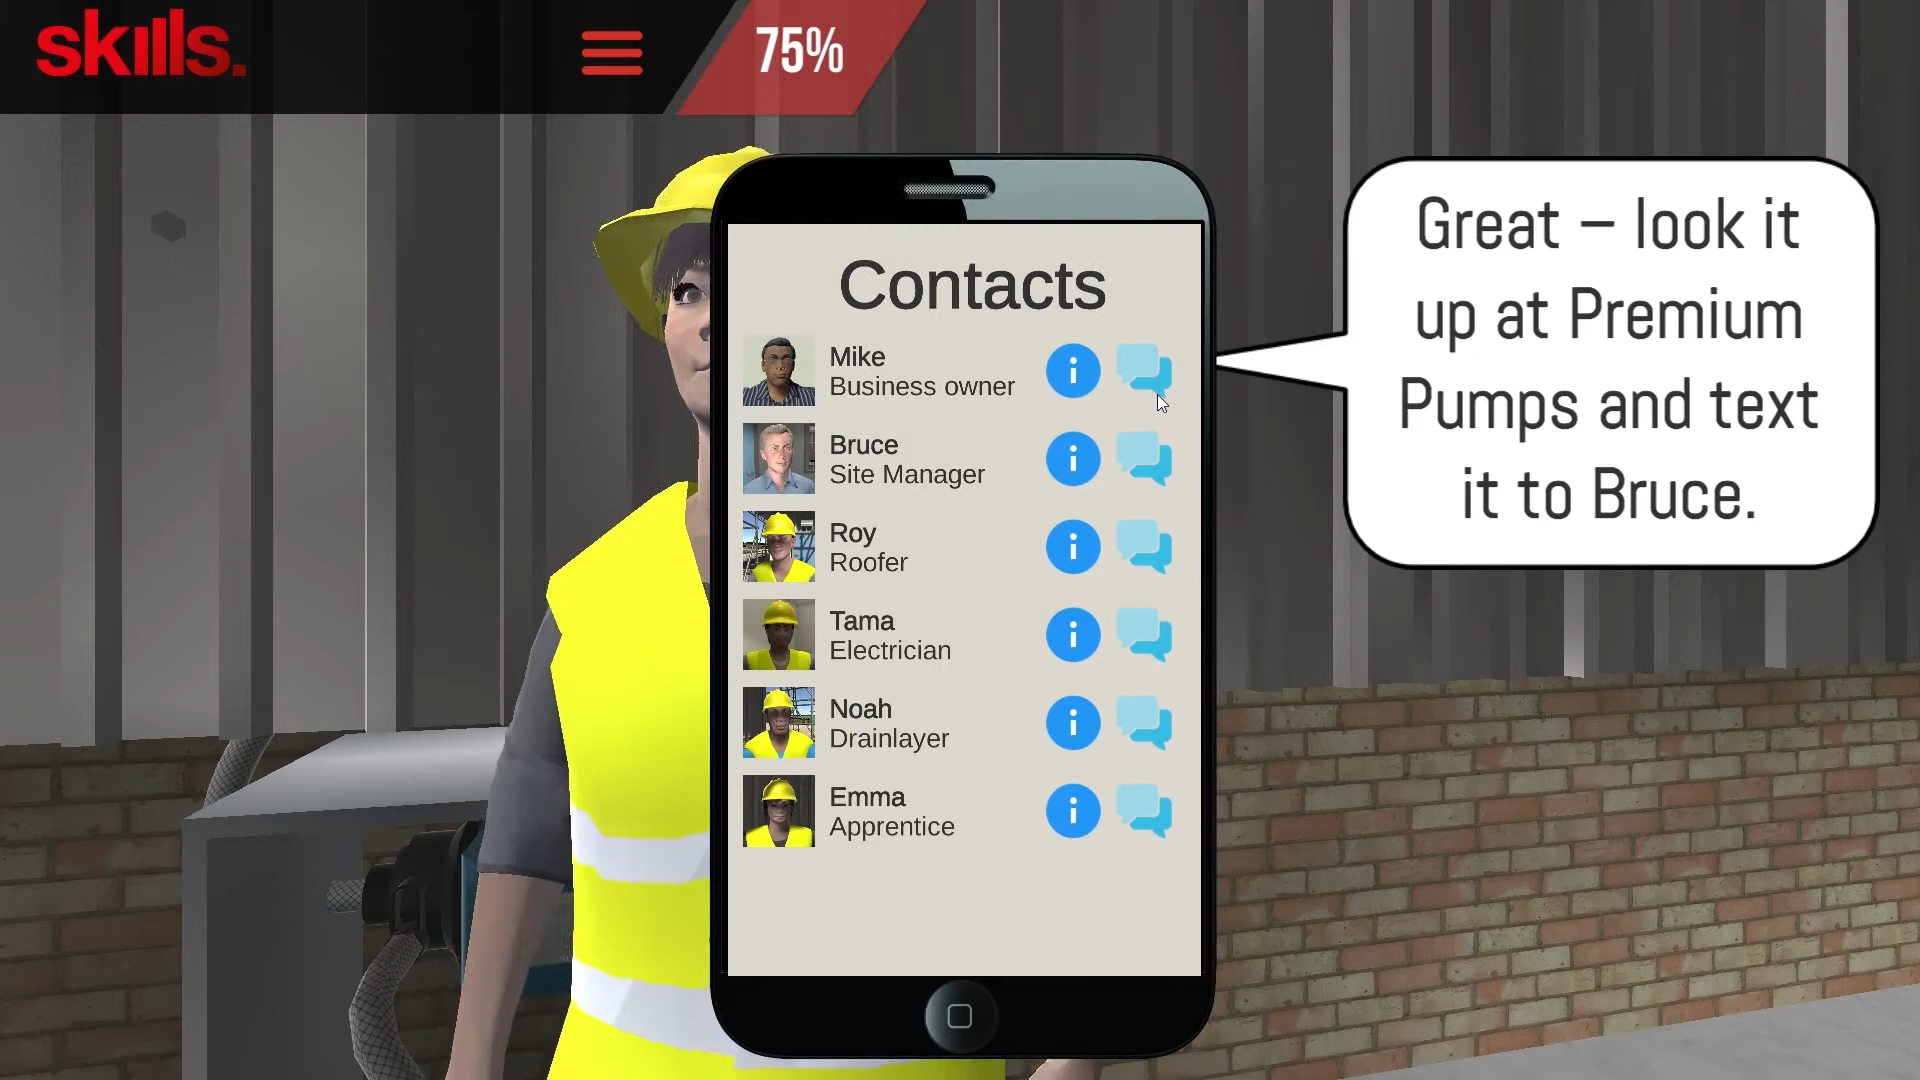 skills.
75%
Contacts
Mike
Business owner
Bruce
Site Manager
Roy
Roofer
Tama
Electrician
Noah
Drainlayer
Emma
Apprentice
Great – look it
up at Premium
Pumps and text
it to Bruce.